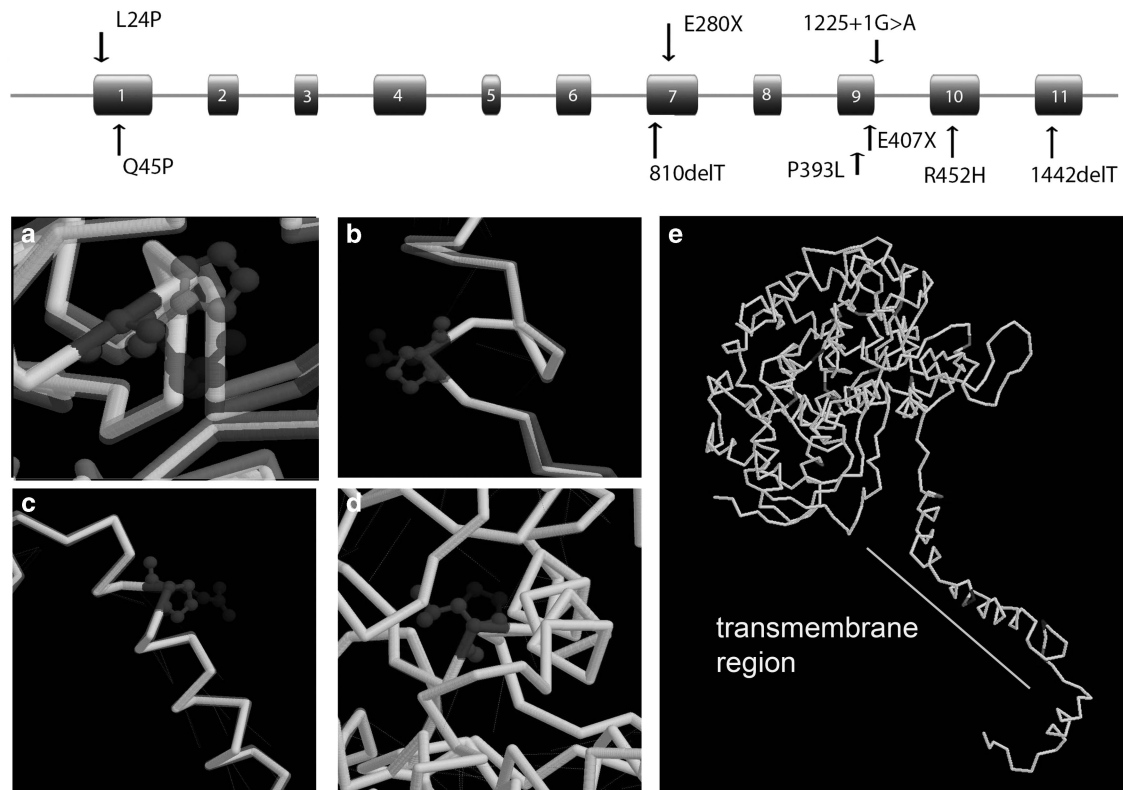 L24P
E280X
1225+1G>A
1 2 3 4 5 6 7 8 9 10 11
Q45P
810delT
P393L
E407X
R452H
1442delT
a
b
e
transmembrane
region
c
d